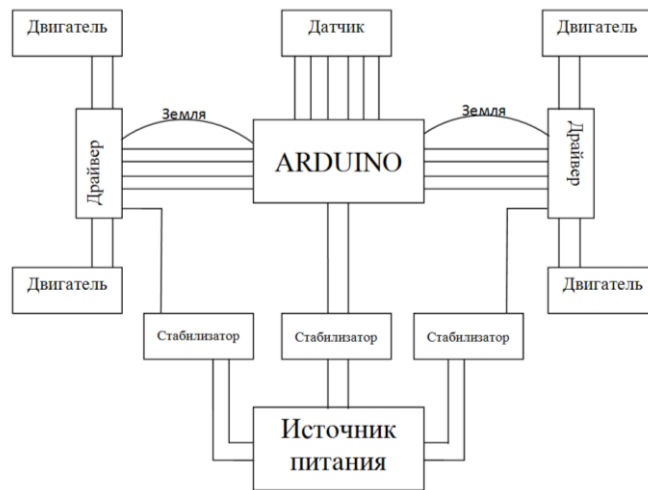 Двигатель
Датчик
Двигатель
Земля
Земля
Драйвер
ARDUINO
Драйвер
Двигатель
Двигатель
Стабилизатор
Стабилизатор
Стабилизатор
Источник
питания